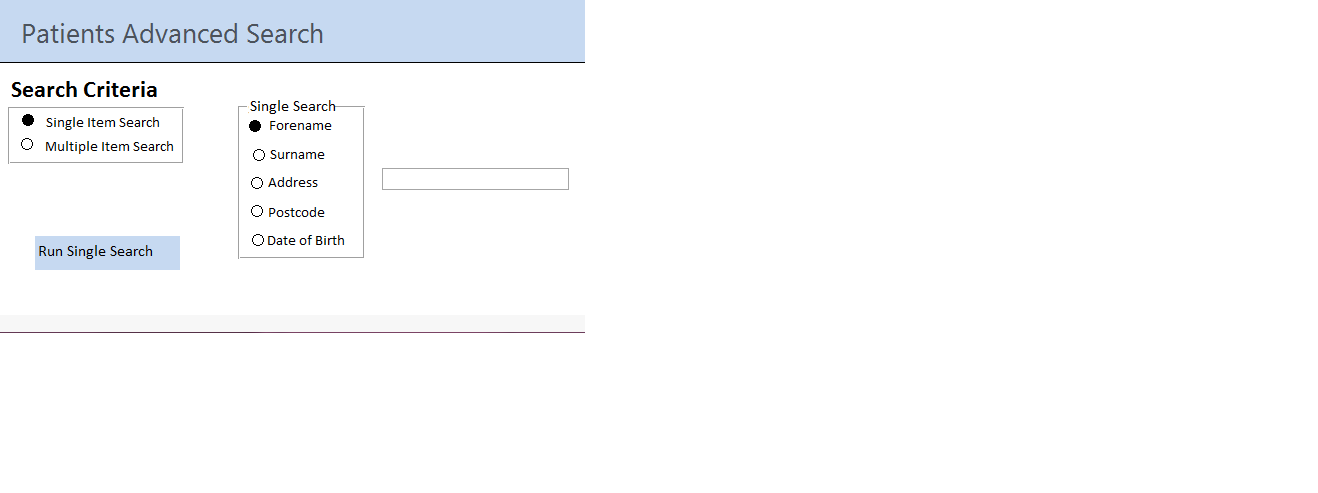 Patients Advanced Search
Search Criteria
Single Item Search
Multiple Item Search
Single Search
Forename
Surname
Address
Postcode
Date of Birth
Run Single Search